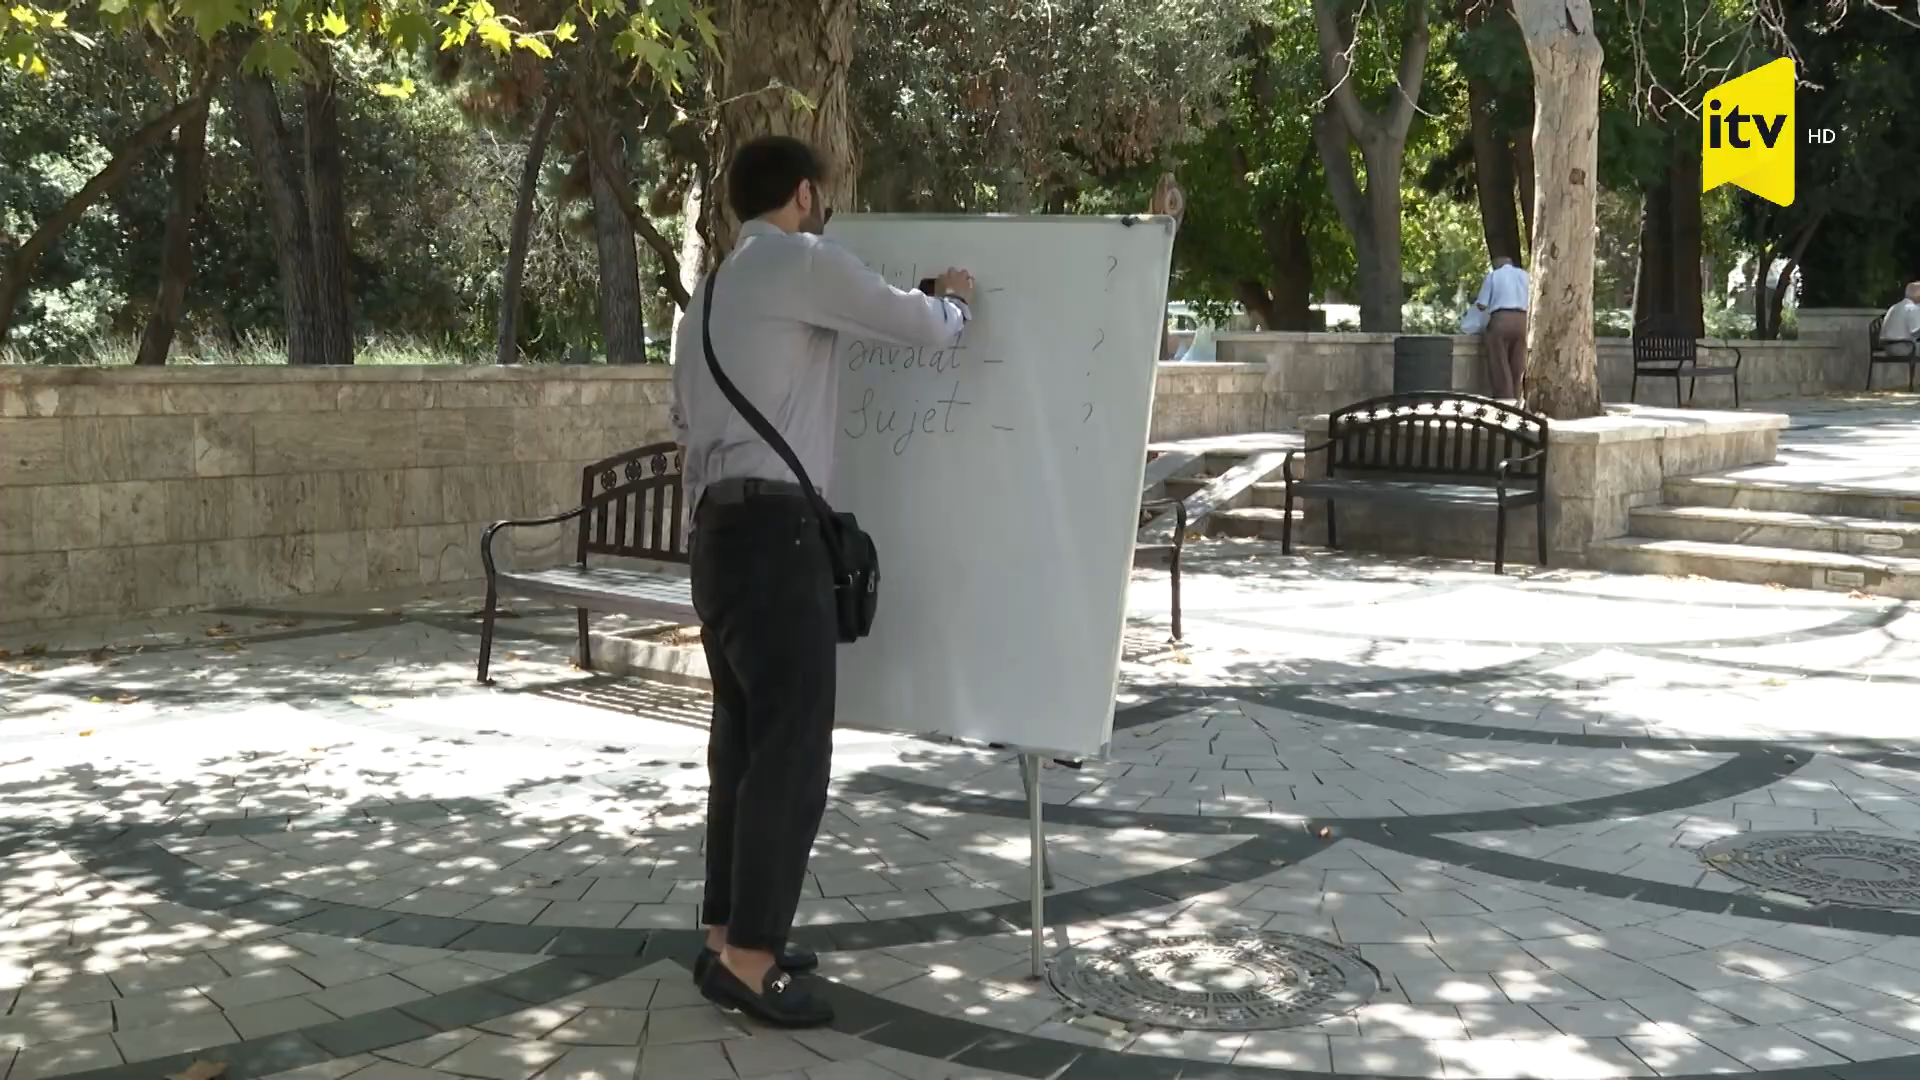 itv HD
– ?
ənvəlat – ?
Sujet – ?